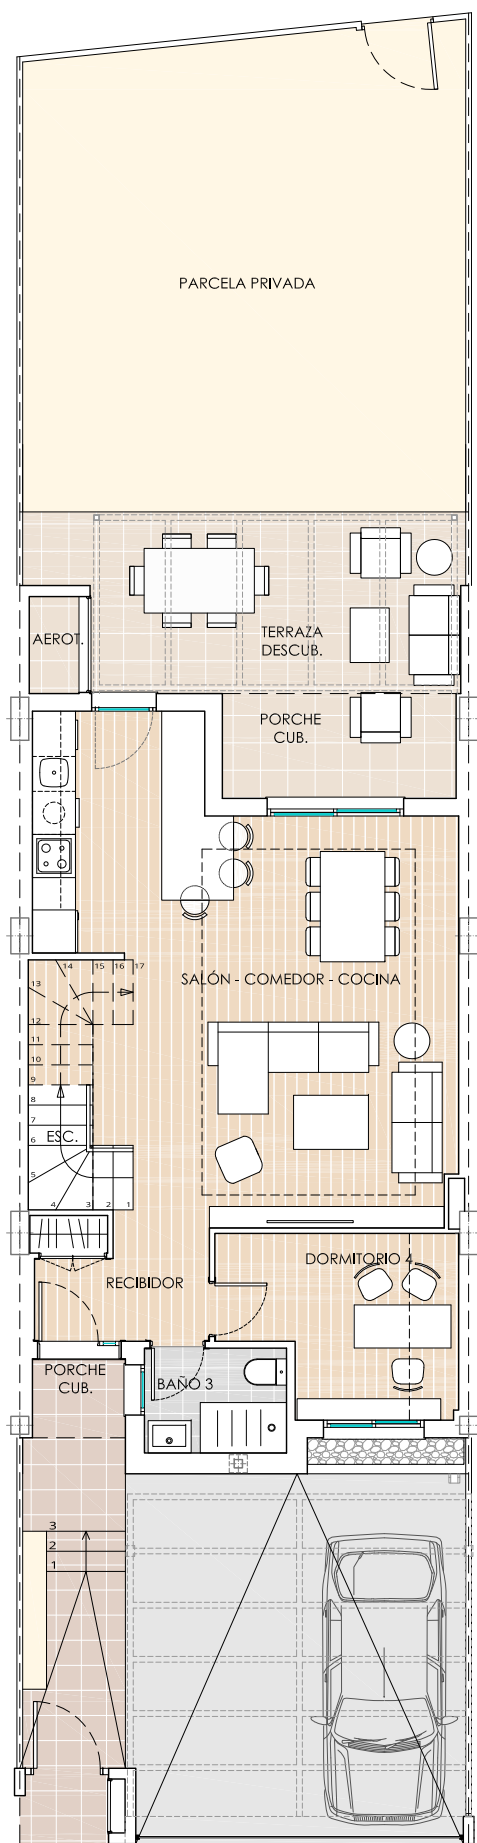 PARCELA PRIVADA
AEROT.
TERRAZA
DESCUB.
PORCHE
CUB.
14
15
16
17
13
SALÓN - COMEDOR - COCINA
12
11
10
9
8
7
6
ESC.
5
4
3
2
1
DORMITORIO 4
RECIBIDOR
PORCHE
CUB.
BAÑO 3
3
2
1